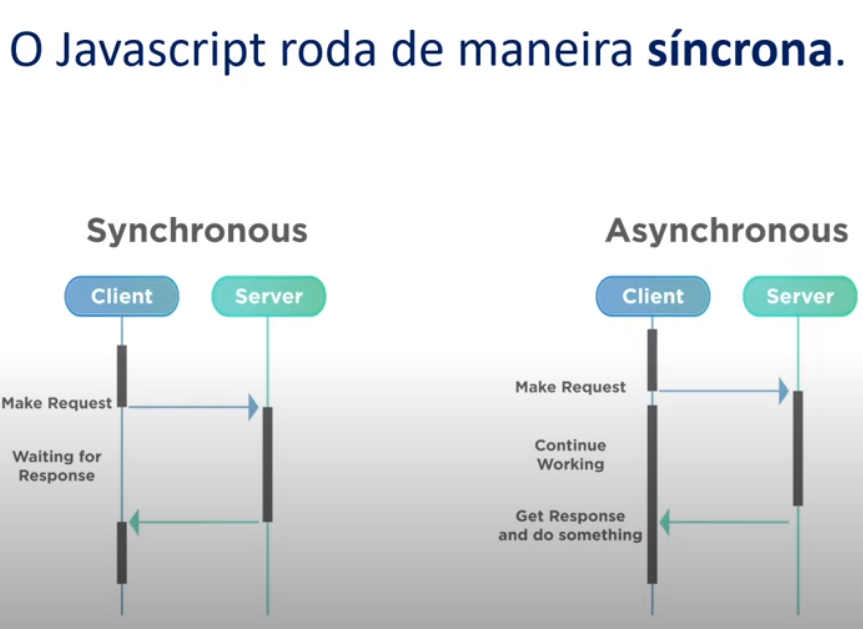 O Javascript roda de maneira síncrona.
Synchronous
Client
Server
Make Request
Waiting for
Response
Asynchronous
Client
Server
Make Request
Continue
Working
Get Response
and do something